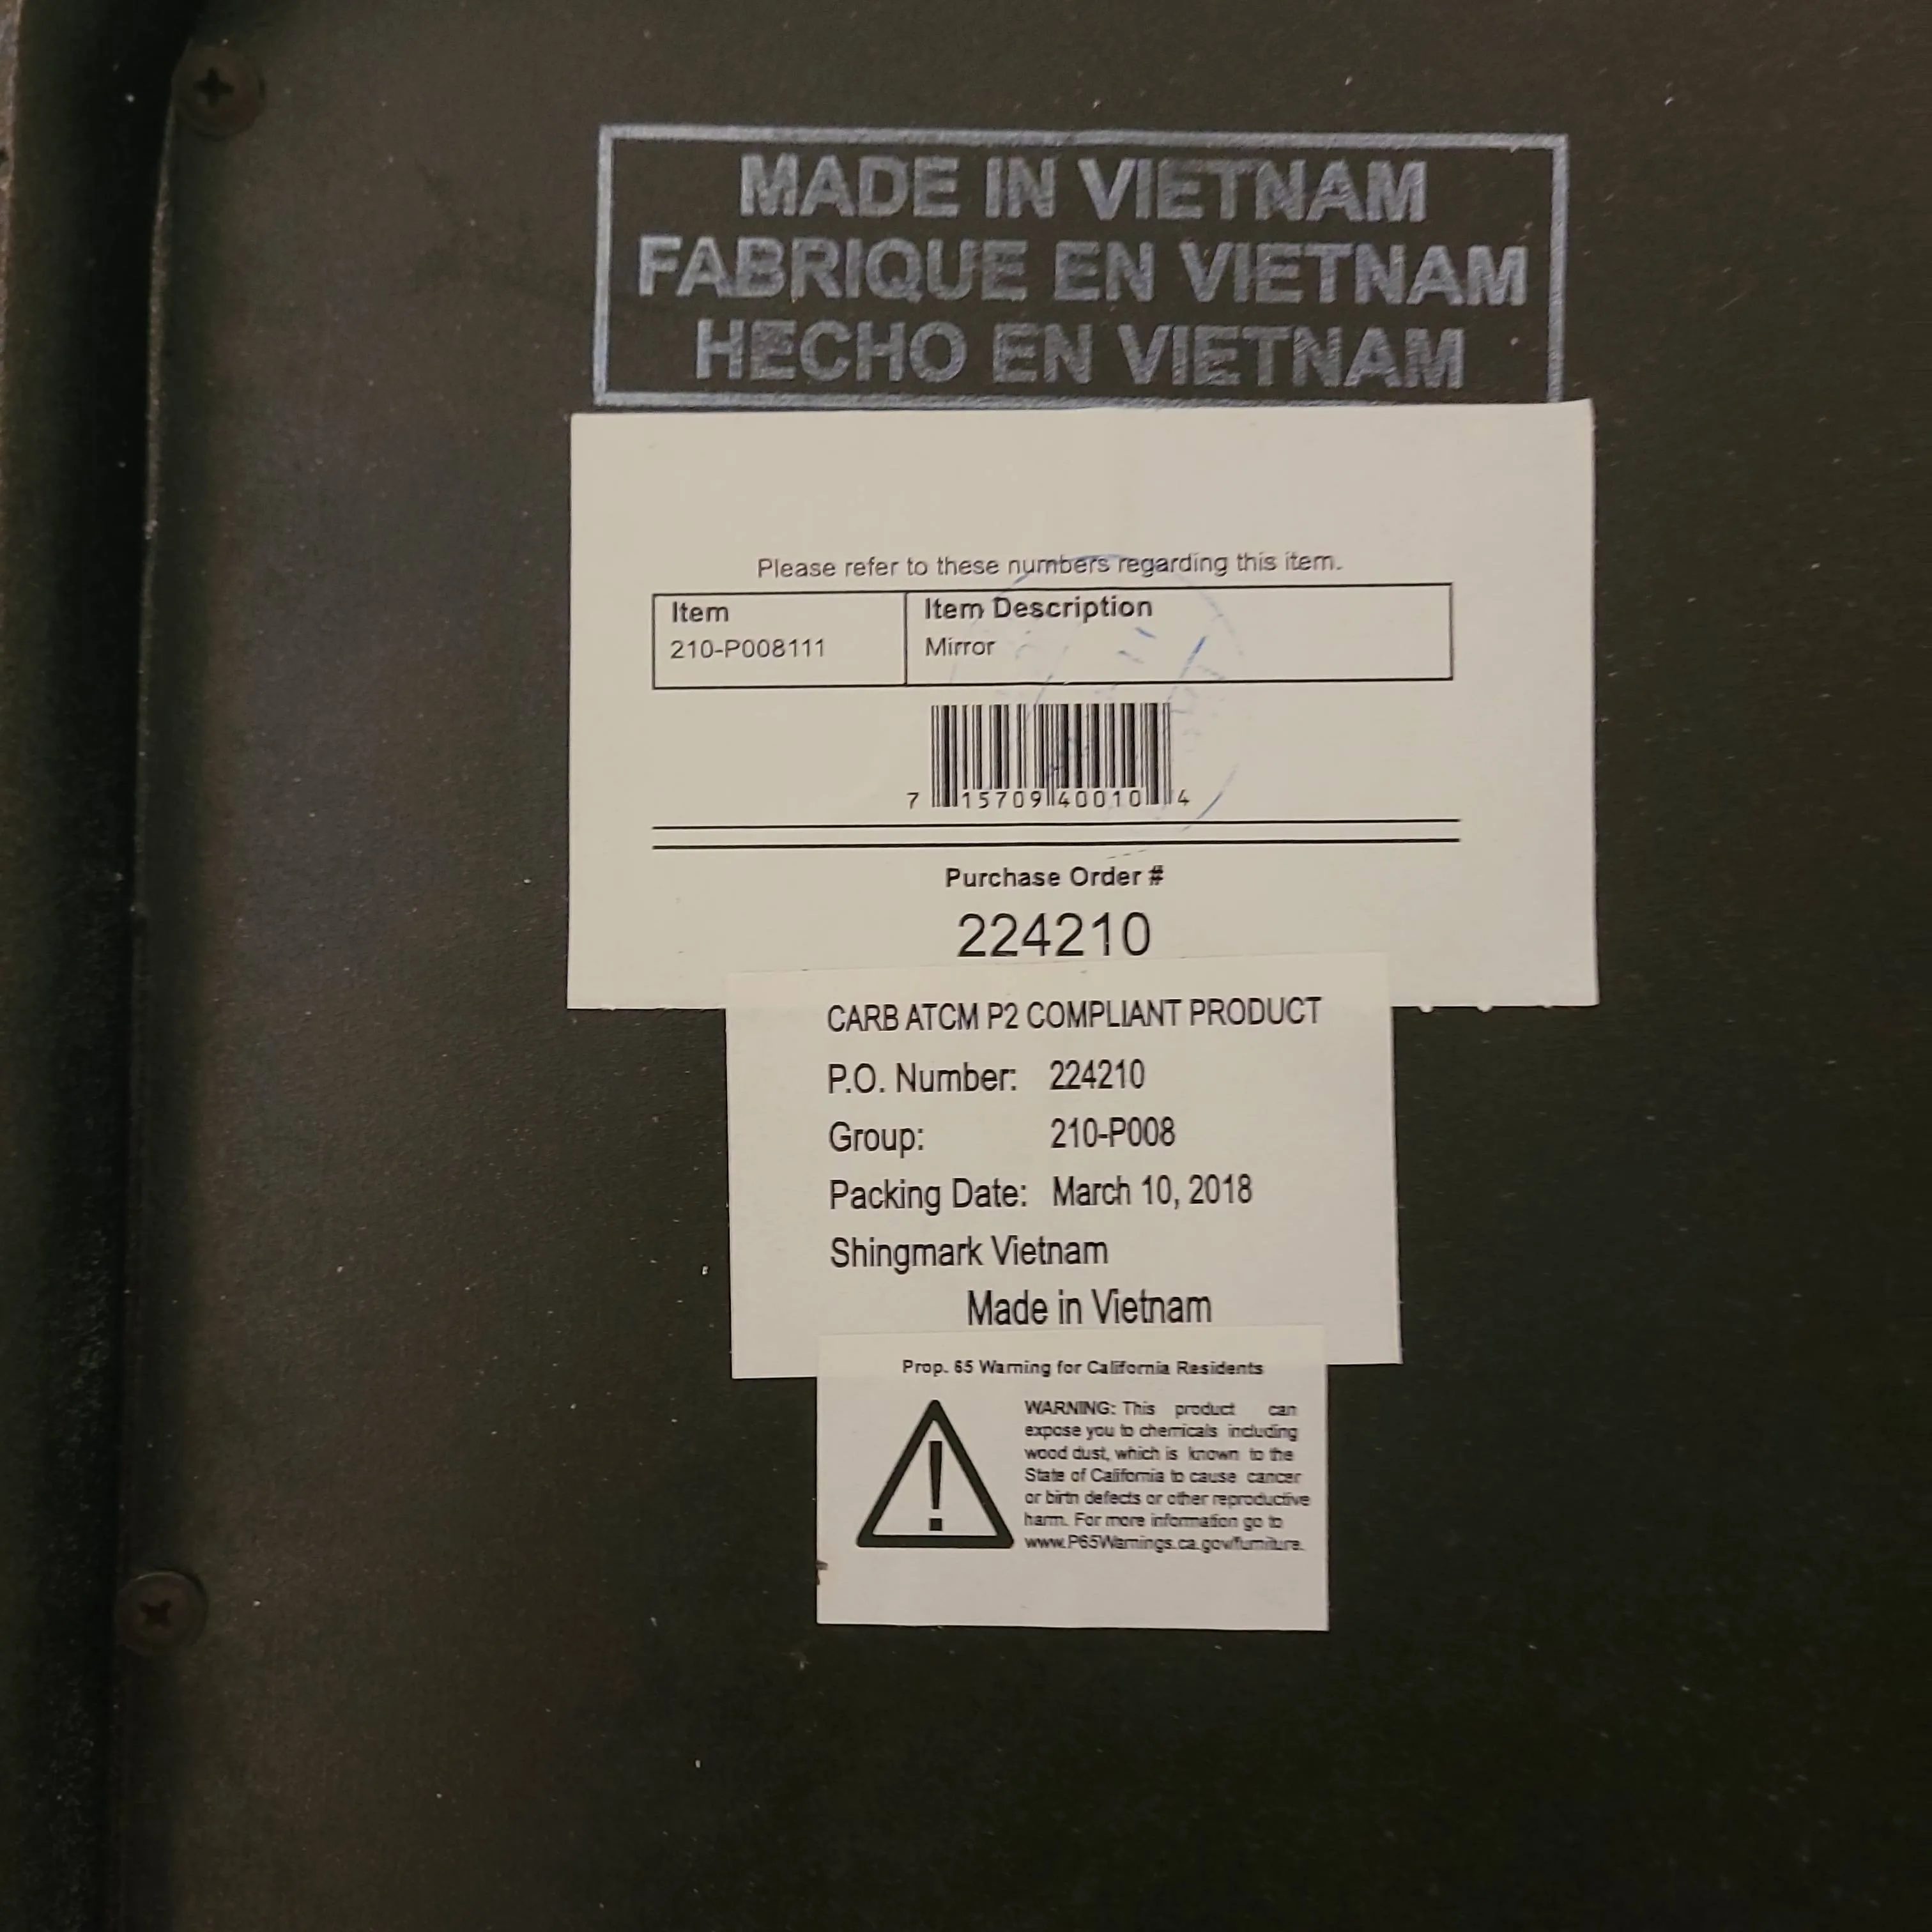 MADE IN VIETNAM
FABRIQUE EN VIETNAM
HECHO EN VIETNAM
Please refer to these numbers regarding this item.
Item Item Description
210-P008111 Mirror
7 15709 40010 4
Purchase Order #
224210
CARB ATCM P2 COMPLIANT PRODUCT
P.O. Number: 224210
Group: 210-P008
Packing Date: March 10, 2018
Shingmark Vietnam
Made in Vietnam
Prop. 65 Warning for California Residents
WARNING: This product can
expose you to chemicals including
wood dust, which is known to the
State of California to cause cancer
or birth defects or other reproductive
harm. For more information go to
www.P65Warnings.ca.gov/furniture.